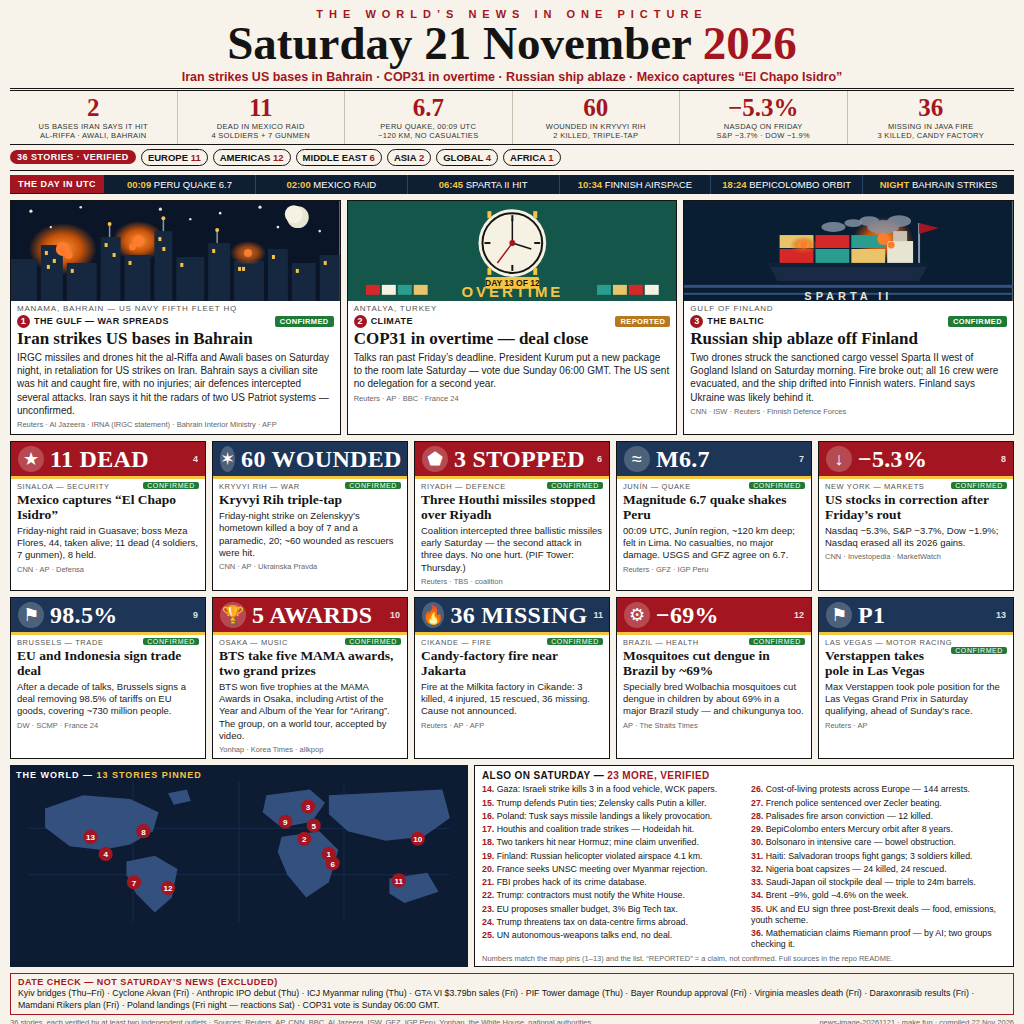 THE WORLD'S NEWS IN ONE PICTURE
Saturday 21 November 2026
Iran strikes US bases in Bahrain · COP31 in overtime · Russian ship ablaze · Mexico captures “El Chapo Isidro”
2
US BASES IRAN SAYS IT HIT
AL-RIFFA · AWALI, BAHRAIN
11
DEAD IN MEXICO RAID
4 SOLDIERS + 7 GUNMEN
6.7
PERU QUAKE, 00:09 UTC
~120 KM, NO CASUALTIES
60
WOUNDED IN KRYVYI RIH
2 KILLED, TRIPLE-TAP
−5.3%
NASDAQ ON FRIDAY
S&P −3.7% · DOW −1.9%
36
MISSING IN JAVA FIRE
3 KILLED, CANDY FACTORY
36 STORIES · VERIFIED
EUROPE 11
AMERICAS 12
MIDDLE EAST 6
ASIA 2
GLOBAL 4
AFRICA 1
THE DAY IN UTC
00:09 PERU QUAKE 6.7
02:00 MEXICO RAID
06:45 SPARTA II HIT
10:34 FINNISH AIRSPACE
18:24 BEPICOLOMBO ORBIT
NIGHT BAHRAIN STRIKES
MANAMA, BAHRAIN — US NAVY FIFTH FLEET HQ
1 THE GULF — WAR SPREADS
CONFIRMED
Iran strikes US bases in Bahrain
IRGC missiles and drones hit the al-Riffa and Awali bases on Saturday
night, in retaliation for US strikes on Iran. Bahrain says a civilian site
was hit and caught fire, with no injuries; air defences intercepted
several attacks. Iran says it hit the radars of two US Patriot systems —
unconfirmed.
Reuters · Al Jazeera · IRNA (IRGC statement) · Bahrain Interior Ministry · AFP
DAY 13 OF 12
OVERTIME
ANTALYA, TURKEY
2 CLIMATE
REPORTED
COP31 in overtime — deal close
Talks ran past Friday's deadline. President Kurum put a new package
to the room late Saturday — vote due Sunday 06:00 GMT. The US sent
no delegation for a second year.
Reuters · AP · BBC · France 24
SPARTA II
GULF OF FINLAND
3 THE BALTIC
CONFIRMED
Russian ship ablaze off Finland
Two drones struck the sanctioned cargo vessel Sparta II west of
Gogland Island on Saturday morning. Fire broke out; all 16 crew were
evacuated, and the ship drifted into Finnish waters. Finland says
Ukraine was likely behind it.
CNN · ISW · Reuters · Finnish Defence Forces
★ 11 DEAD 4
SINALOA — SECURITY
CONFIRMED
Mexico captures “El Chapo
Isidro”
Friday-night raid in Guasave; boss Meza
Flores, 44, taken alive; 11 dead (4 soldiers,
7 gunmen), 8 held.
CNN · AP · Defensa
60 WOUNDED
KRYVYI RIH — WAR
CONFIRMED
Kryvyi Rih triple-tap
Friday-night strike on Zelenskyy's
hometown killed a boy of 7 and a
paramedic, 20; ~60 wounded as rescuers
were hit.
CNN · AP · Ukrainska Pravda
3 STOPPED 6
RIYADH — DEFENCE
CONFIRMED
Three Houthi missiles stopped
over Riyadh
Coalition intercepted three ballistic missiles
early Saturday — the second attack in
three days. No one hurt. (PIF Tower:
Thursday.)
Reuters · TBS · coalition
≈ M6.7 7
JUNÍN — QUAKE
CONFIRMED
Magnitude 6.7 quake shakes
Peru
00:09 UTC, Junín region, ~120 km deep;
felt in Lima. No casualties, no major
damage. USGS and GFZ agree on 6.7.
Reuters · GFZ · IGP Peru
↓ −5.3% 8
NEW YORK — MARKETS
CONFIRMED
US stocks in correction after
Friday's rout
Nasdaq −5.3%, S&P −3.7%, Dow −1.9%;
Nasdaq erased all its 2026 gains.
CNN · Investopedia · MarketWatch
98.5% 9
BRUSSELS — TRADE
CONFIRMED
EU and Indonesia sign trade
deal
After a decade of talks, Brussels signs a
deal removing 98.5% of tariffs on EU
goods, covering ~730 million people.
DW · SCMP · France 24
5 AWARDS 10
OSAKA — MUSIC
CONFIRMED
BTS take five MAMA awards,
two grand prizes
BTS won five trophies at the MAMA
Awards in Osaka, including Artist of the
Year and Album of the Year for “Arirang”.
The group, on a world tour, accepted by
video.
Yonhap · Korea Times · allkpop
36 MISSING 11
CIKANDE — FIRE
CONFIRMED
Candy-factory fire near
Jakarta
Fire at the Milkita factory in Cikande: 3
killed, 4 injured, 15 rescued, 36 missing.
Cause not announced.
Reuters · AP · AFP
−69% 12
BRAZIL — HEALTH
CONFIRMED
Mosquitoes cut dengue in
Brazil by ~69%
Specially bred Wolbachia mosquitoes cut
dengue in children by about 69% in a
major Brazil study — and chikungunya too.
AP · The Straits Times
P1 13
LAS VEGAS — MOTOR RACING
CONFIRMED
Verstappen takes
pole in Las Vegas
Max Verstappen took pole position for the
Las Vegas Grand Prix in Saturday
qualifying, ahead of Sunday's race.
Reuters · AP
THE WORLD — 13 STORIES PINNED
3
9
5
13
8
2
10
4
1
6
7
12
11
ALSO ON SATURDAY — 23 MORE, VERIFIED
14. Gaza: Israeli strike kills 3 in a food vehicle, WCK papers.
15. Trump defends Putin ties; Zelensky calls Putin a killer.
16. Poland: Tusk says missile landings a likely provocation.
17. Houthis and coalition trade strikes — Hodeidah hit.
18. Two tankers hit near Hormuz; mine claim unverified.
19. Finland: Russian helicopter violated airspace 4.1 km.
20. France seeks UNSC meeting over Myanmar rejection.
21. FBI probes hack of its crime database.
22. Trump: contractors must notify the White House.
23. EU proposes smaller budget, 3% Big Tech tax.
24. Trump threatens tax on data-centre firms abroad.
25. UN autonomous-weapons talks end, no deal.
26. Cost-of-living protests across Europe — 144 arrests.
27. French police sentenced over Zecler beating.
28. Palisades fire arson conviction — 12 killed.
29. BepiColombo enters Mercury orbit after 8 years.
30. Bolsonaro in intensive care — bowel obstruction.
31. Haiti: Salvadoran troops fight gangs; 3 soldiers killed.
32. Nigeria boat capsizes — 24 killed, 24 rescued.
33. Saudi-Japan oil stockpile deal — triple to 24m barrels.
34. Brent ~9%, gold ~4.6% on the week.
35. UK and EU sign three post-Brexit deals — food, emissions,
youth scheme.
36. Mathematician claims Riemann proof — by AI; two groups
checking it.
Numbers match the map pins (1–13) and the list. “REPORTED” = a claim, not confirmed. Full sources in the repo README.
DATE CHECK — NOT SATURDAY'S NEWS (EXCLUDED)
Kyiv bridges (Thu–Fri) · Cyclone Akvan (Fri) · Anthropic IPO debut (Thu) · ICJ Myanmar ruling (Thu) · GTA VI $3.79bn sales (Fri) · PIF Tower damage (Thu) · Bayer Roundup approval (Fri) · Virginia measles death (Fri) · Daraxonrasib results (Fri) ·
Mamdani Rikers plan (Fri) · Poland landings (Fri night — reactions Sat) · COP31 vote is Sunday 06:00 GMT.
36 stories, each verified by at least two independent outlets · Sources: Reuters, AP, CNN, BBC, Al Jazeera, ISW, GFZ, IGP Peru, Yonhap, the White House, national authorities
news-image-20261121 · make fun · compiled 22 Nov 2026